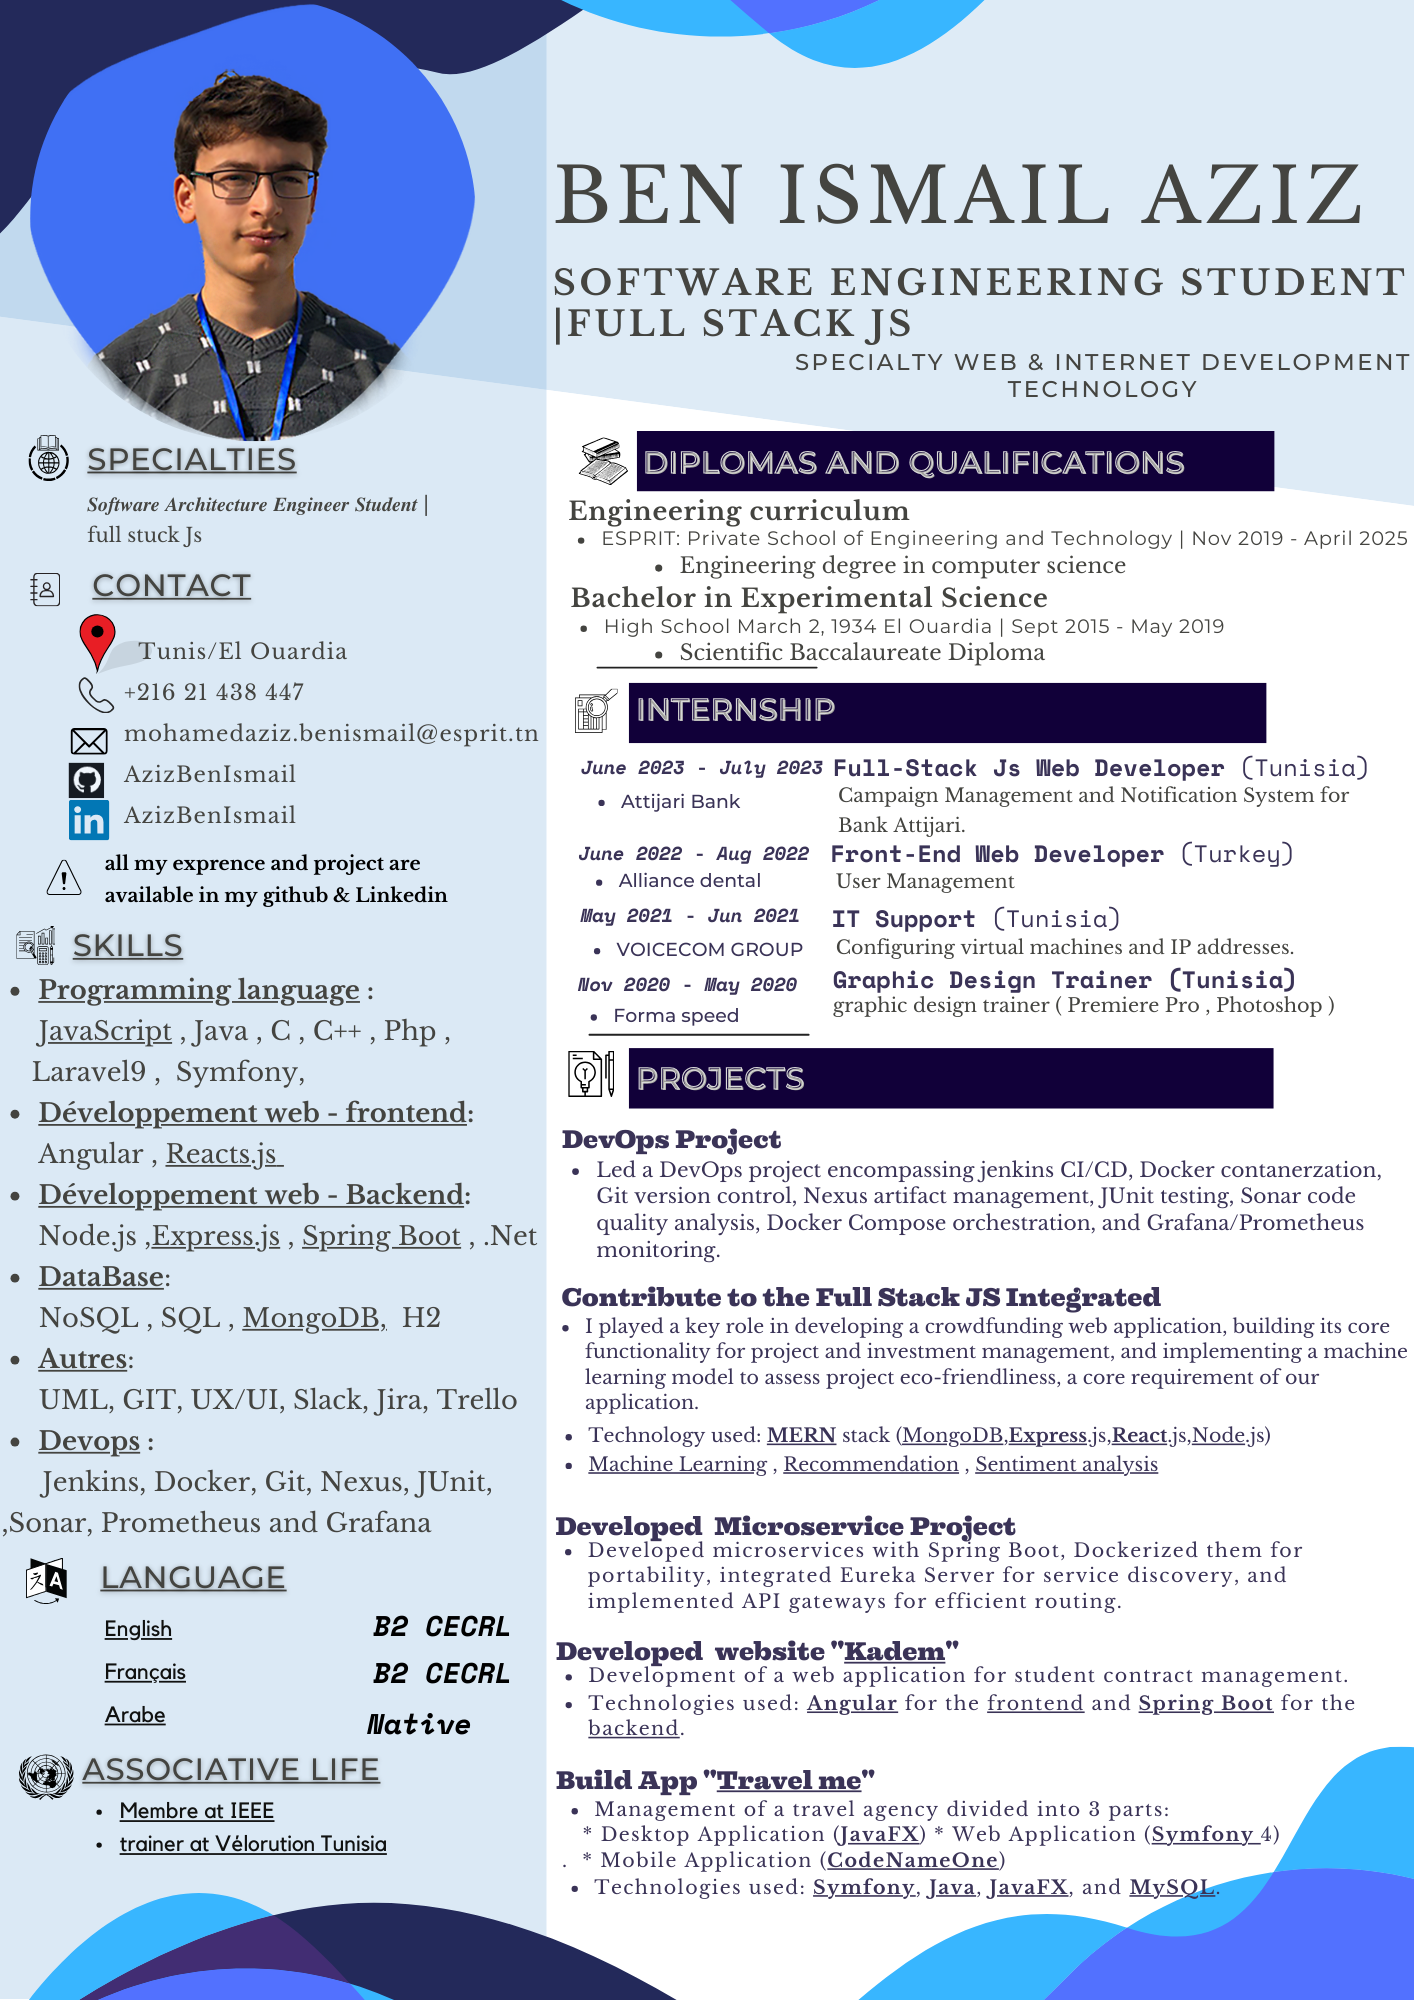 BEN ISMAIL AZIZ
SOFTWARE ENGINEERING STUDENT
|FULL STACK JS
SPECIALTY WEB & INTERNET DEVELOPMENT
TECHNOLOGY
SPECIALTIES
Software Architecture Engineer Student |
full stuck Js
CONTACT
Tunis/El Ouardia
+216 21 438 447
mohamedaziz.benismail@esprit.tn
AzizBenIsmail
in AzizBenIsmail
all my exprence and project are
available in my github & Linkedin
SKILLS
• Programming language :
JavaScript , Java , C , C++ , Php ,
Laravel9 , Symfony,
• Développement web - frontend:
Angular , Reacts.js
• Développement web - Backend:
Node.js ,Express.js , Spring Boot , .Net
• DataBase:
NoSQL , SQL , MongoDB, H2
• Autres:
UML, GIT, UX/UI, Slack, Jira, Trello
• Devops :
Jenkins, Docker, Git, Nexus, JUnit,
,Sonar, Prometheus and Grafana
LANGUAGE
English B2 CECRL
Français B2 CECRL
Arabe Native
ASSOCIATIVE LIFE
• Membre at IEEE
• trainer at Vélorution Tunisia
DIPLOMAS AND QUALIFICATIONS
Engineering curriculum
• ESPRIT: Private School of Engineering and Technology | Nov 2019 - April 2025
• Engineering degree in computer science
Bachelor in Experimental Science
• High School March 2, 1934 El Ouardia | Sept 2015 - May 2019
• Scientific Baccalaureate Diploma
INTERNSHIP
June 2023 - July 2023 Full-Stack Js Web Developer (Tunisia)
• Attijari Bank Campaign Management and Notification System for
Bank Attijari.
June 2022 - Aug 2022 Front-End Web Developer (Turkey)
• Alliance dental User Management
May 2021 - Jun 2021 IT Support (Tunisia)
• VOICECOM GROUP Configuring virtual machines and IP addresses.
Nov 2020 - May 2020 Graphic Design Trainer (Tunisia)
• Forma speed graphic design trainer ( Premiere Pro , Photoshop )
PROJECTS
DevOps Project
• Led a DevOps project encompassing jenkins CI/CD, Docker contanerzation,
Git version control, Nexus artifact management, JUnit testing, Sonar code
quality analysis, Docker Compose orchestration, and Grafana/Prometheus
monitoring.
Contribute to the Full Stack JS Integrated
• I played a key role in developing a crowdfunding web application, building its core
functionality for project and investment management, and implementing a machine
learning model to assess project eco-friendliness, a core requirement of our
application.
• Technology used: MERN stack (MongoDB,Express.js,React.js,Node.js)
• Machine Learning , Recommendation , Sentiment analysis
Developed Microservice Project
• Developed microservices with Spring Boot, Dockerized them for
portability, integrated Eureka Server for service discovery, and
implemented API gateways for efficient routing.
Developed website "Kadem"
• Development of a web application for student contract management.
• Technologies used: Angular for the frontend and Spring Boot for the
backend.
Build App "Travel me"
• Management of a travel agency divided into 3 parts:
* Desktop Application (JavaFX) * Web Application (Symfony 4)
. * Mobile Application (CodeNameOne)
• Technologies used: Symfony, Java, JavaFX, and MySQL.